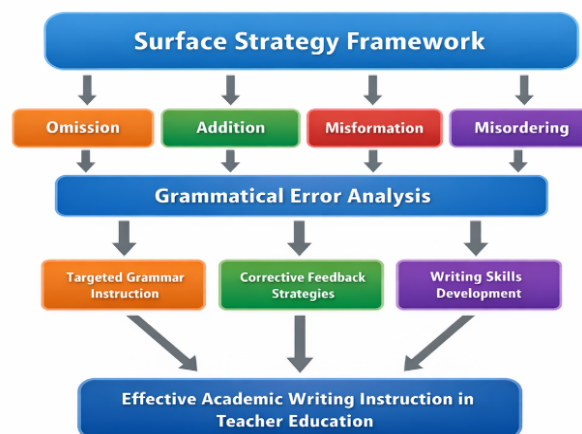 Surface Strategy Framework
Omission
Addition
Misformation
Misordering
Grammatical Error Analysis
Targeted Grammar
Instruction
Corrective Feedback
Strategies
Writing Skills
Development
Effective Academic Writing Instruction in
Teacher Education